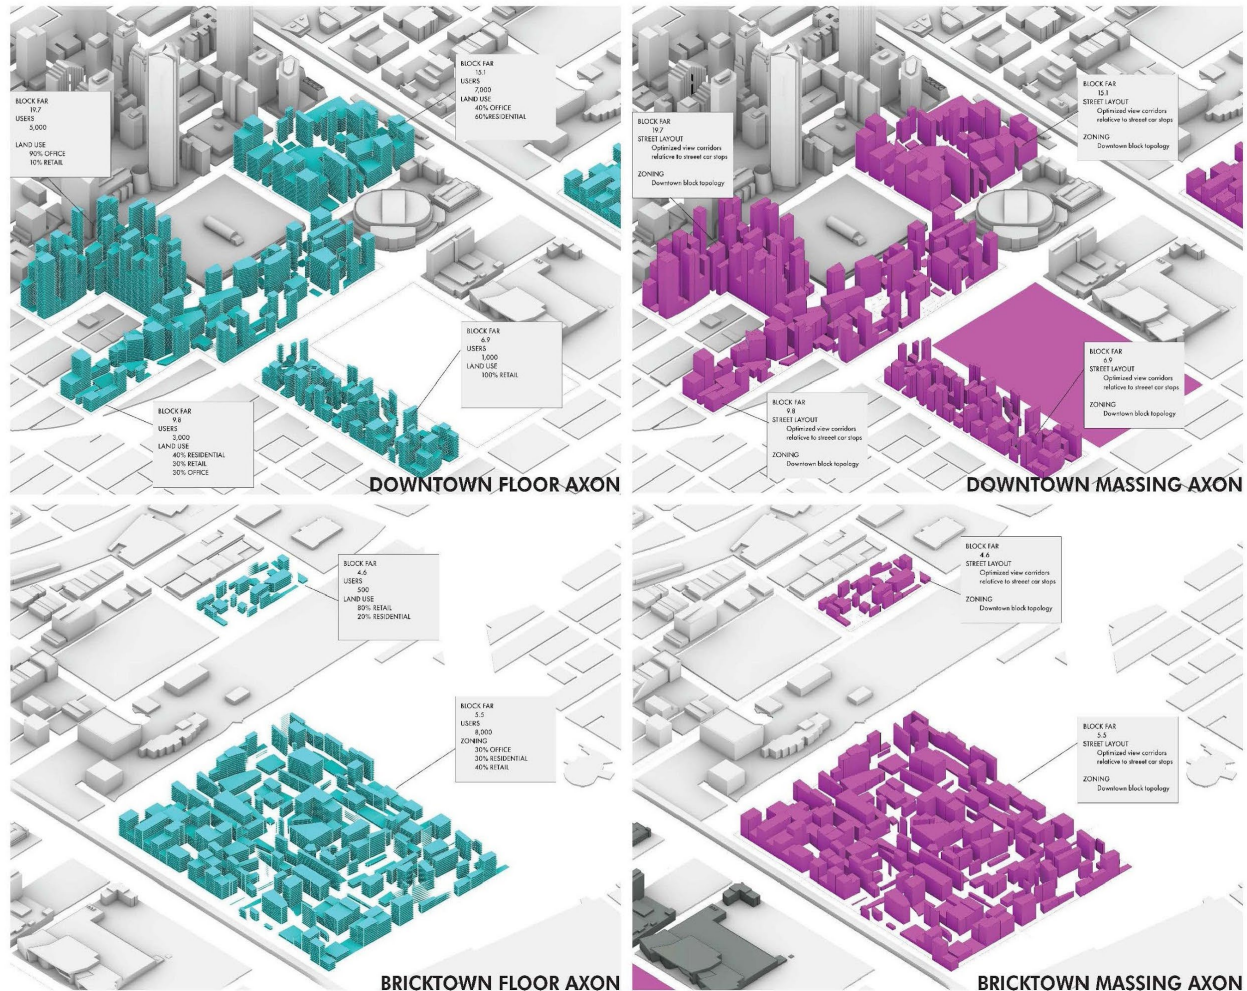 BLOCK FAR
19.7
USERS
5,000
LAND USE
90% OFFICE
10% RETAIL
BLOCK FAR
15.1
USERS
7,000
LAND USE
40% OFFICE
60%RESIDENTIAL
BLOCK FAR
6.9
USERS
1,000
LAND USE
100% RETAIL
BLOCK FAR
9.8
USERS
3,000
LAND USE
40% RESIDENTIAL
30% RETAIL
30% OFFICE
DOWNTOWN FLOOR AXON
BLOCK FAR
19.7
STREET LAYOUT
Optimized view corridors
relative to streeet car stops
ZONING
Downtown block topology
BLOCK FAR
15.1
STREET LAYOUT
Optimized view corridors
relative to streeet car stops
ZONING
Downtown block topology
BLOCK FAR
6.9
STREET LAYOUT
Optimized view corridors
relative to streeet car stops
ZONING
Downtown block topology
BLOCK FAR
9.8
STREET LAYOUT
Optimized view corridors
relative to streeet car stops
ZONING
Downtown block topology
DOWNTOWN MASSING AXON
BLOCK FAR
4.6
USERS
500
LAND USE
80% RETAIL
20% RESIDENTIAL
BLOCK FAR
5.5
USERS
8,000
ZONING
30% OFFICE
30% RESIDENTIAL
40% RETAIL
BRICKTOWN FLOOR AXON
BLOCK FAR
4.6
STREET LAYOUT
Optimized view corridors
relative to street car stops
ZONING
Downtown block topology
BLOCK FAR
5.5
STREET LAYOUT
Optimized view corridors
relative to street car stops
ZONING
Downtown block topology
BRICKTOWN MASSING AXON